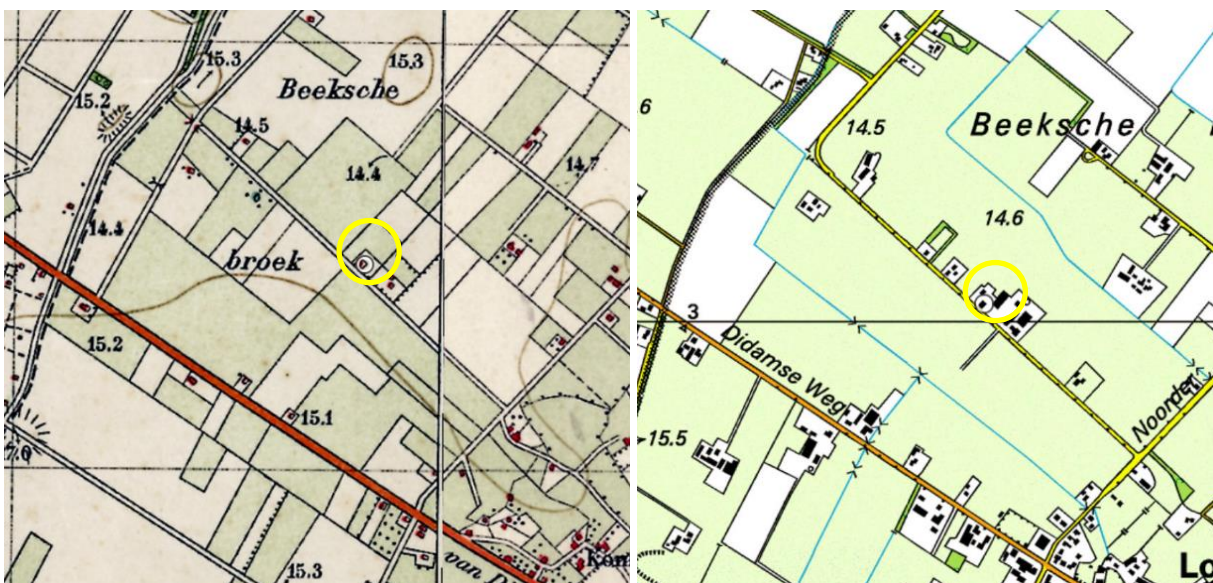 15.3
15.3
Beeksche
15.2
14.5
14.4
14.7
14.4
broek
15.2
15.1
15.3
van D
Kom
6
14.5
Beeksche
14.6
3
Didamse Weg
15.5
Noorder
Lo